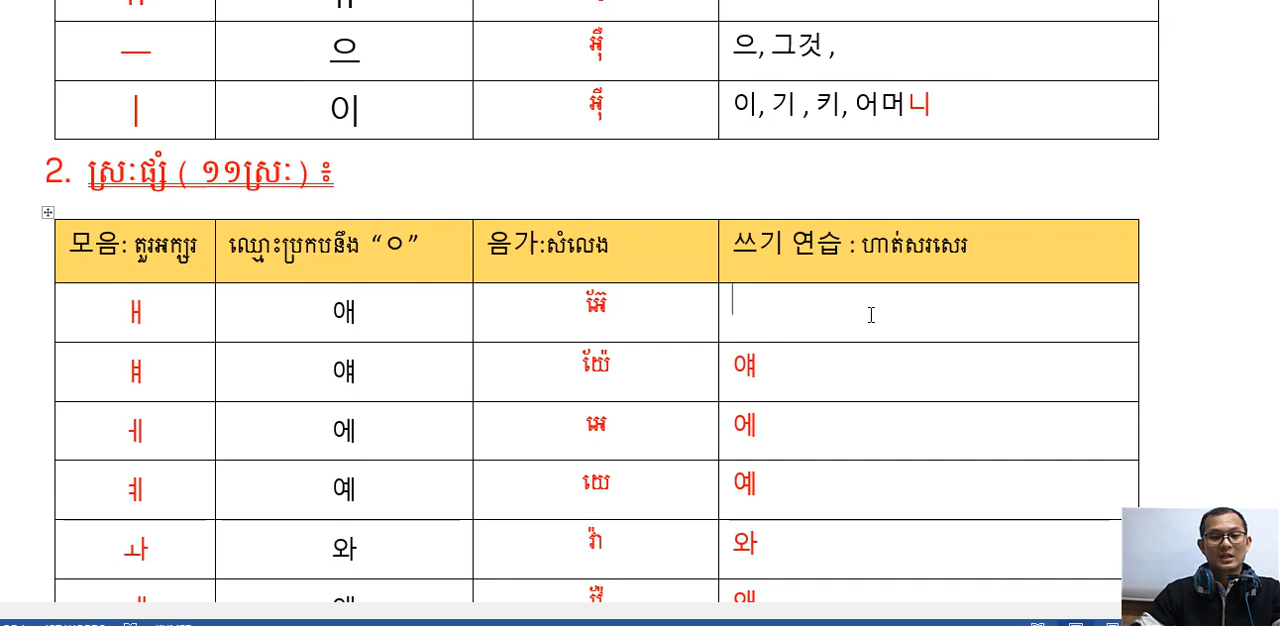 ㅡ 으 អ៊ឺ 으, 그것 ,
ㅣ 이 អ៊ី 이, 기 , 키, 어머니
2. ស្រៈផ្សំ ( ១១ស្រៈ ) ៖
모음: តួរអក្សរ ឈ្មោះប្រកបនឹង “ㅇ” 음가:សំលេង 쓰기 연습 : ហាត់សរសេរ
ㅐ 애 អ៊ែ
ㅒ 얘 យ៉ែ 얘
ㅔ 에 អេ 에
ㅖ 예 យេ 예
ㅘ 와 វ៉ា 와